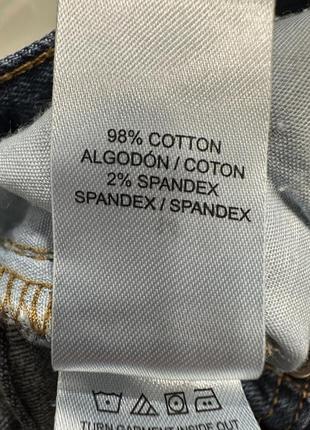 98% COTTON
ALGODÓN / COTON
2% SPANDEX
SPANDEX / SPANDEX
TURN GARMENT INSIDE OUT